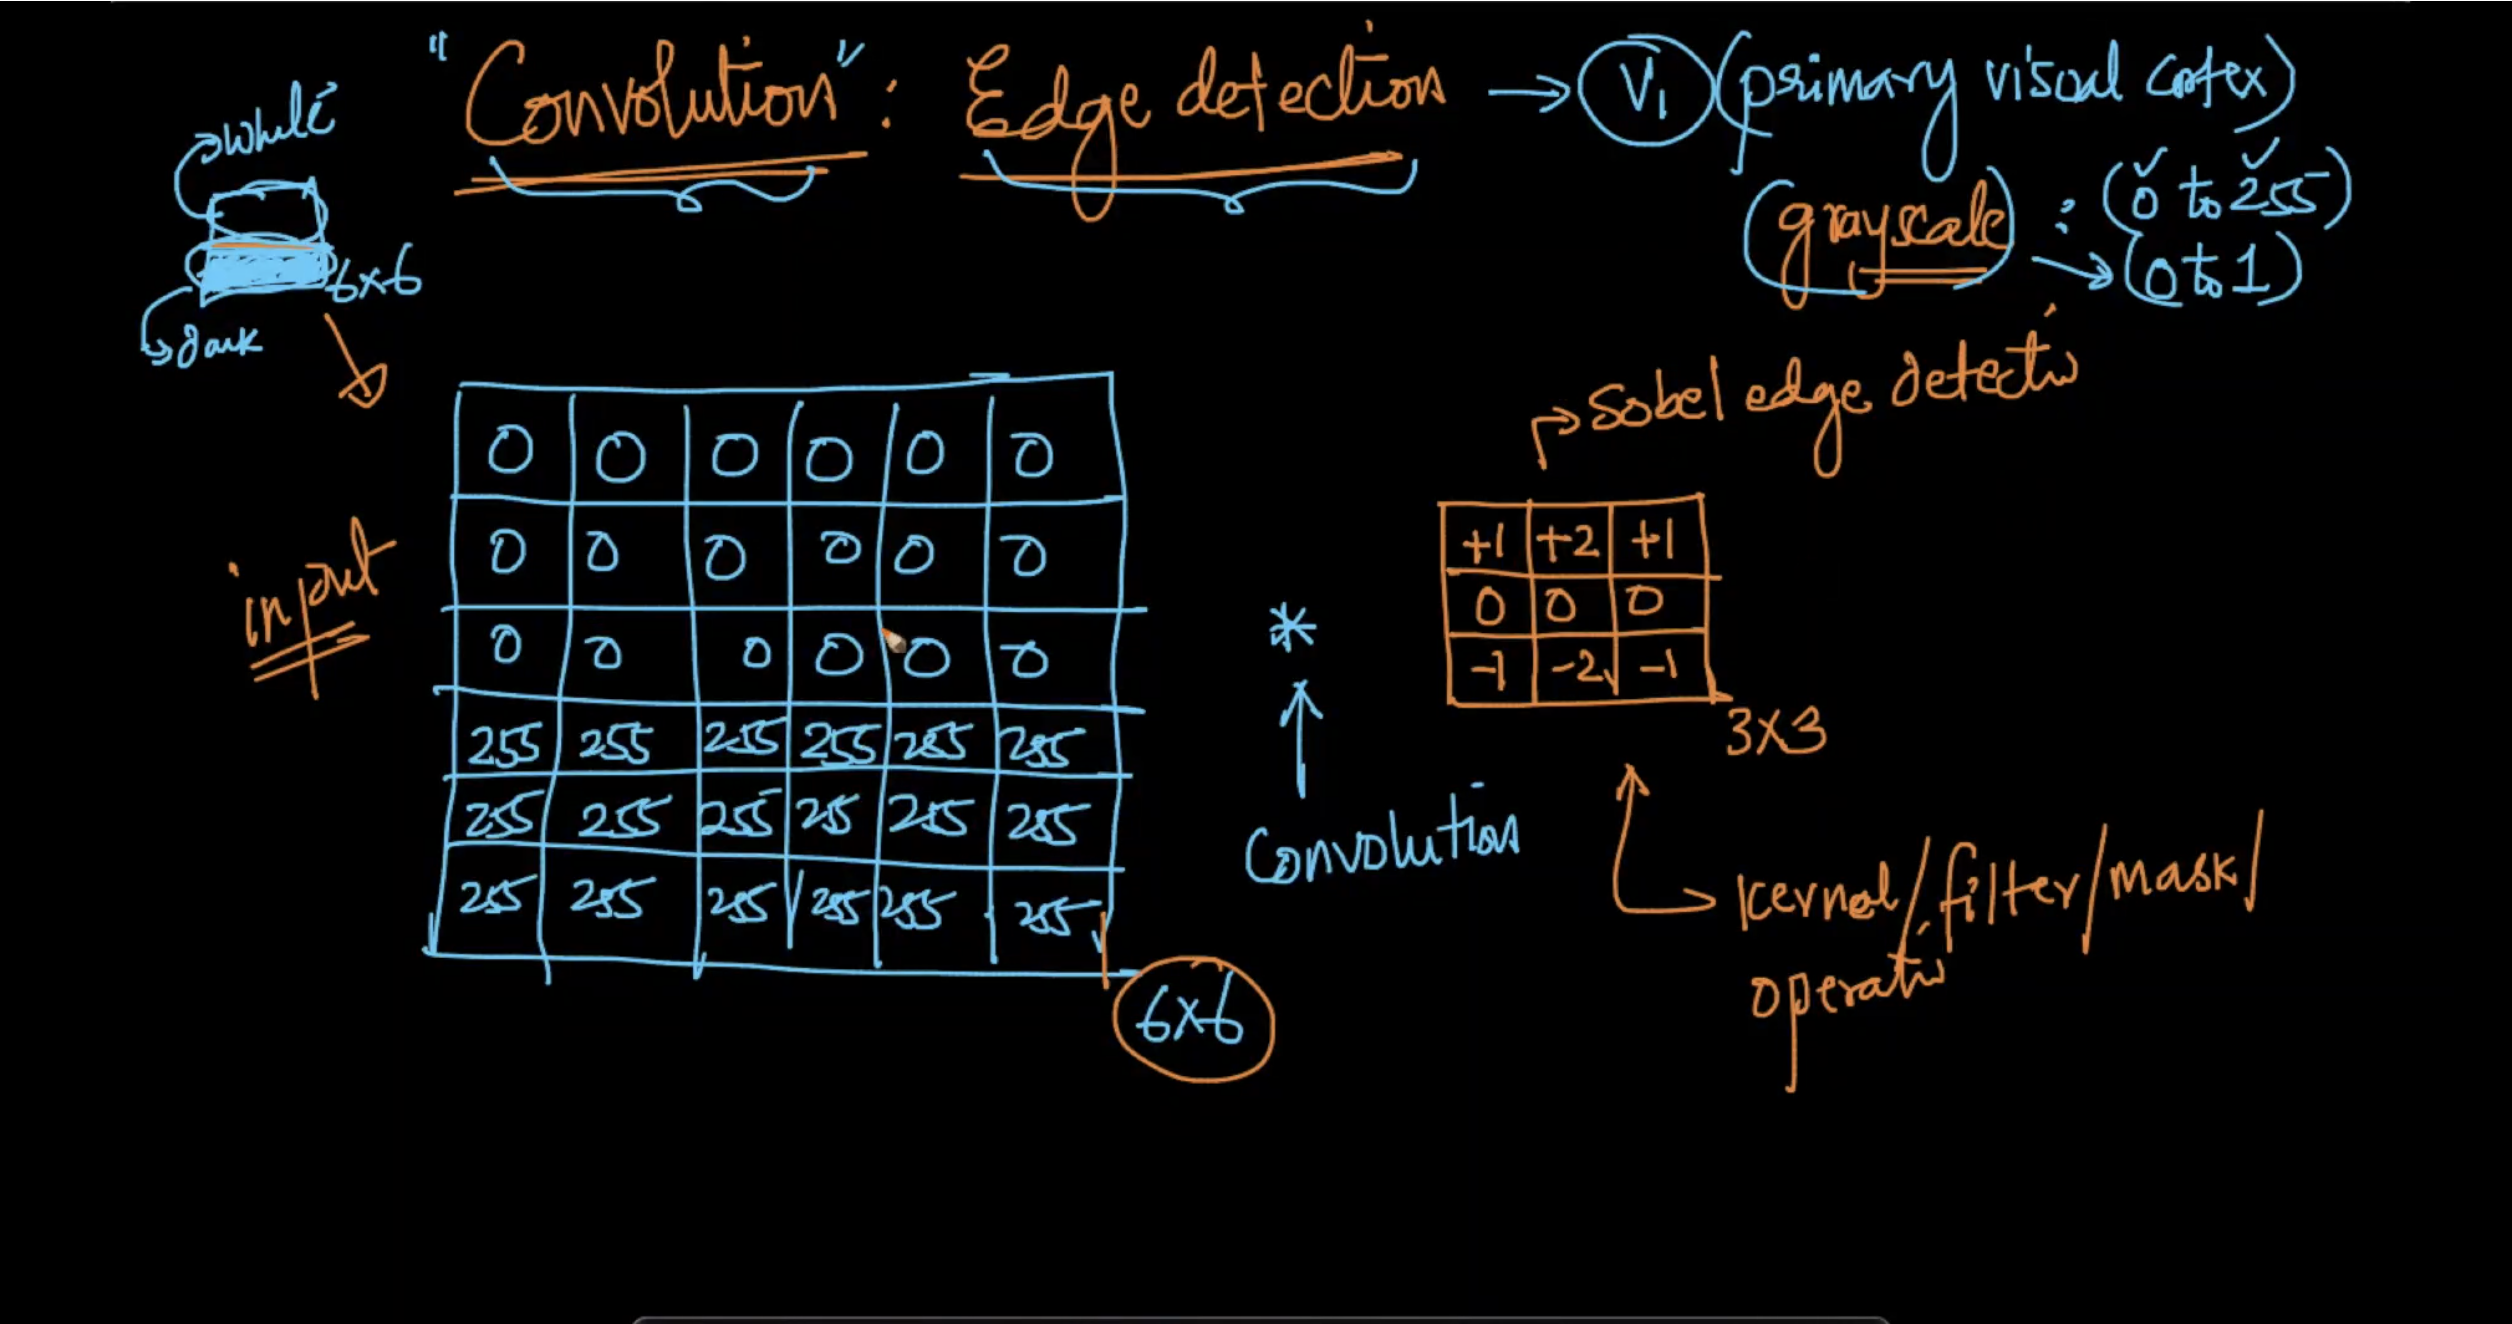 "Convolution": Edge detection → V1 (primary visual cortex)
white
(grayscale) : (0 to 255)
→ (0 to 1)
6x6
dark
→ Sobel edge detection
0 0 0 0 0 0
0 0 0 0 0 0
0 0 0 0 0 0
255 255 255 255 255 255
255 255 255 255 255 255
255 255 255 255 255 255
6x6
input
*
Convolution
+1 +2 +1
0 0 0
-1 -2 -1
3x3
kernel/filter/mask/
operation